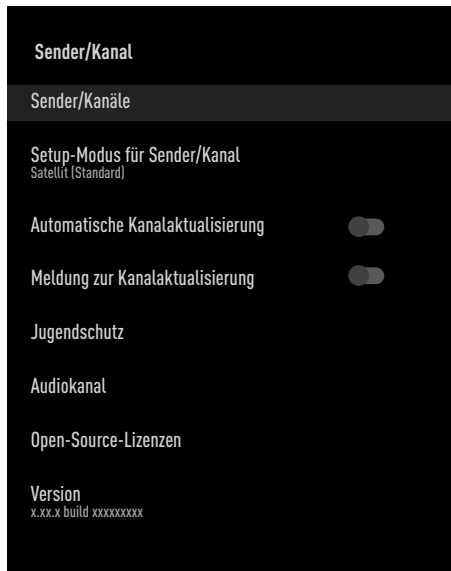 Sender/Kanal
Sender/Kanäle
Setup-Modus für Sender/Kanal
Satellit (Standard)
Automatische Kanalaktualisierung
Meldung zur Kanalaktualisierung
Jugendschutz
Audiokanal
Open-Source-Lizenzen
Version
x.xx.x build xxxxxxxxx